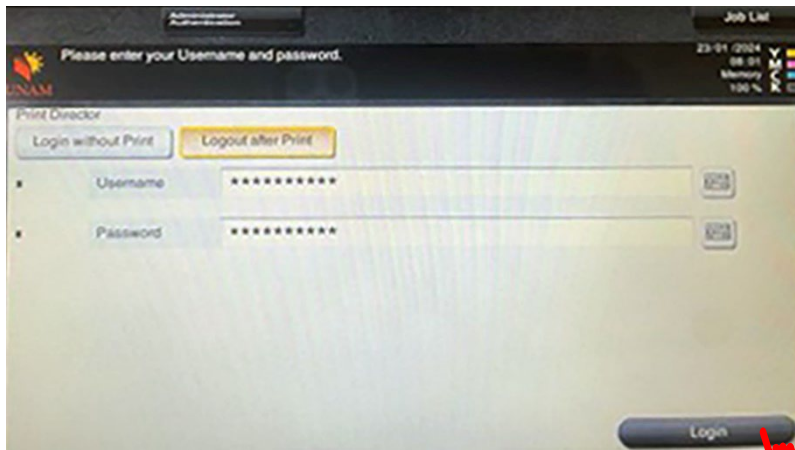 Administrator
Authentication
Job List
Please enter your Username and password.
23/01 /2024
08:01
Memory
100 %
Y
M
C
K
UNAM
Print Director
Login without Print
Logout after Print
* Username **********
* Password **********
Login